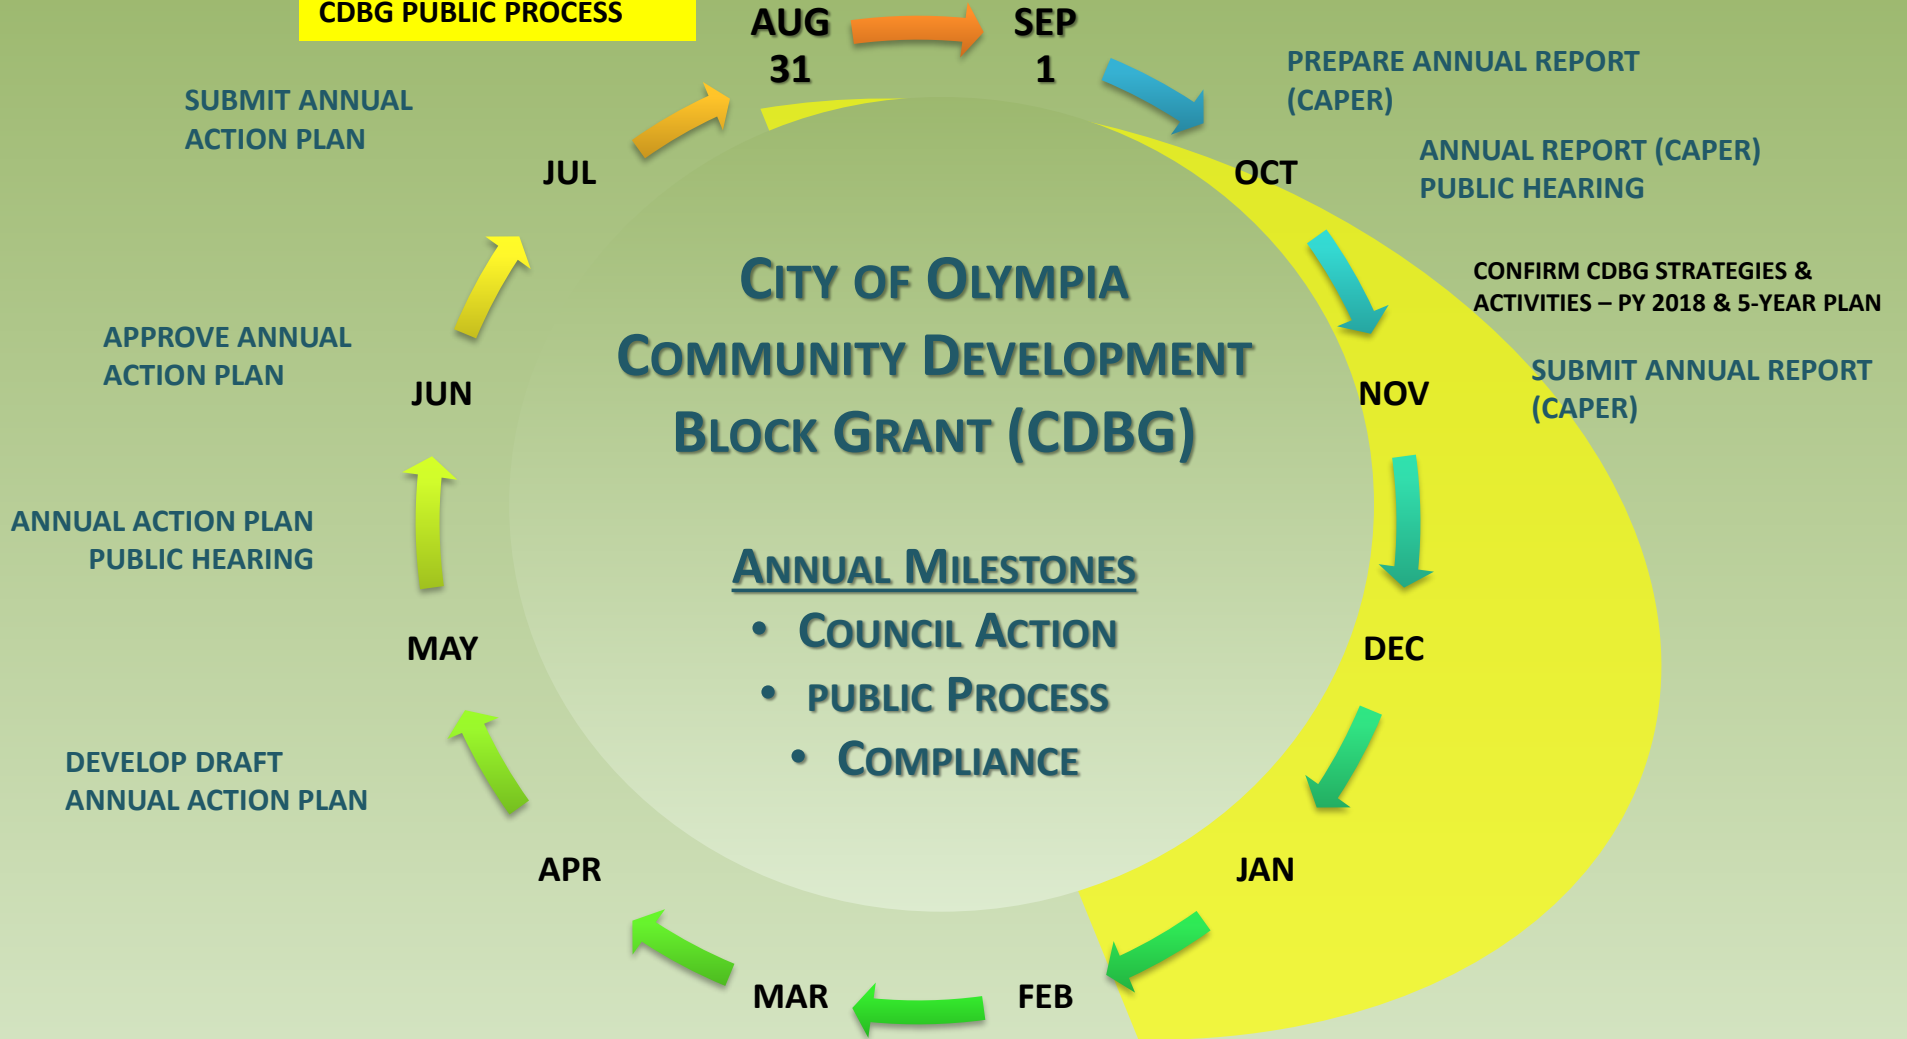 CDBG PUBLIC PROCESS
AUG
31
SEP
1
PREPARE ANNUAL REPORT
(CAPER)
OCT
ANNUAL REPORT (CAPER)
PUBLIC HEARING
CONFIRM CDBG STRATEGIES &
ACTIVITIES – PY 2018 & 5-YEAR PLAN
NOV
SUBMIT ANNUAL REPORT
(CAPER)
DEC
JAN
FEB
MAR
APR
DEVELOP DRAFT
ANNUAL ACTION PLAN
MAY
ANNUAL ACTION PLAN
PUBLIC HEARING
JUN
APPROVE ANNUAL
ACTION PLAN
JUL
SUBMIT ANNUAL
ACTION PLAN
CITY OF OLYMPIA
COMMUNITY DEVELOPMENT
BLOCK GRANT (CDBG)
ANNUAL MILESTONES
• COUNCIL ACTION
• PUBLIC PROCESS
• COMPLIANCE